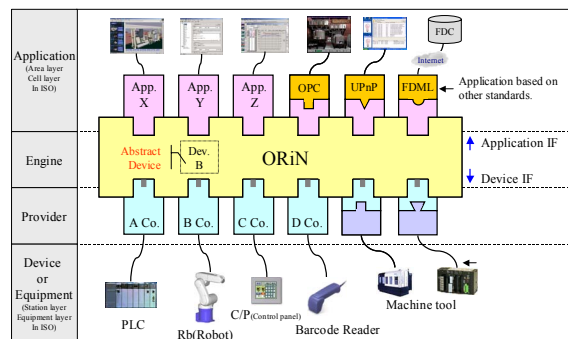 FDC
Internet
Application
(Area layer
Cell layer
In ISO)
App.
X
App.
Y
App.
Z
OPC
UPnP
FDML
Application based on
other standards.
Engine
Abstract
Device
Dev.
B
ORiN
Application IF
Device IF
Provider
A Co.
B Co.
C Co.
D Co.
Device
or
Equipment
(Station layer
Equipment layer
In ISO)
PLC
Rb(Robot)
C/P(Control panel)
Barcode Reader
Machine tool